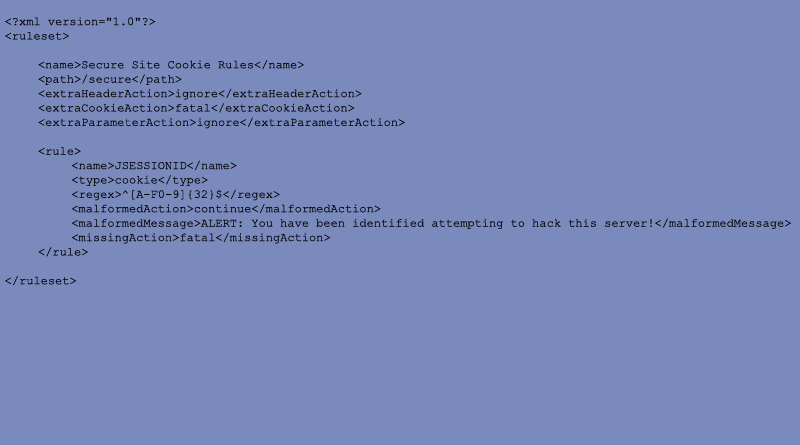 <?xml version="1.0"?>
<ruleset>
<name>Secure Site Cookie Rules</name>
<path>/secure</path>
<extraHeaderAction>ignore</extraHeaderAction>
<extraCookieAction>fatal</extraCookieAction>
<extraParameterAction>ignore</extraParameterAction>
<rule>
<name>JSESSIONID</name>
<type>cookie</type>
<regex>^[A-F0-9]{32}$</regex>
<malformedAction>continue</malformedAction>
<malformedMessage>ALERT: You have been identified attempting to hack this server!</malformedMessage>
<missingAction>fatal</missingAction>
</rule>
</ruleset>